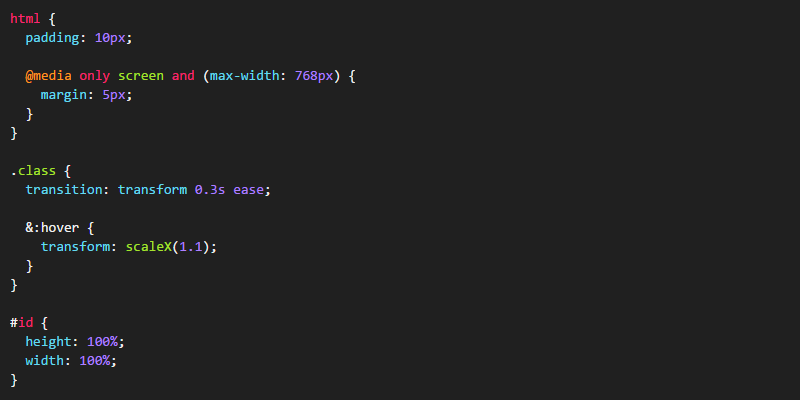 html {
  padding: 10px;

  @media only screen and (max-width: 768px) {
    margin: 5px;
  }
}

.class {
  transition: transform 0.3s ease;

  &:hover {
    transform: scaleX(1.1);
  }
}

#id {
  height: 100%;
  width: 100%;
}